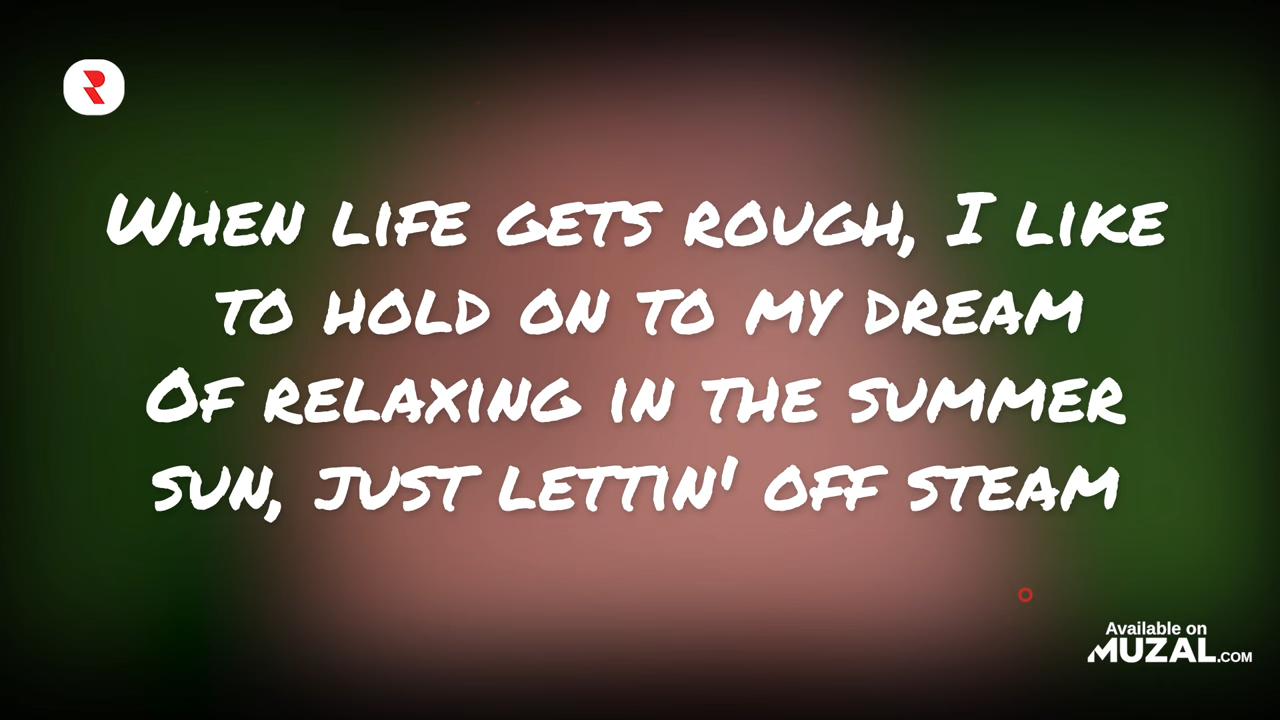 When life gets rough, I like
to hold on to my dream
Of relaxing in the summer
sun, just lettin' off steam
Available on
MUZAL.COM